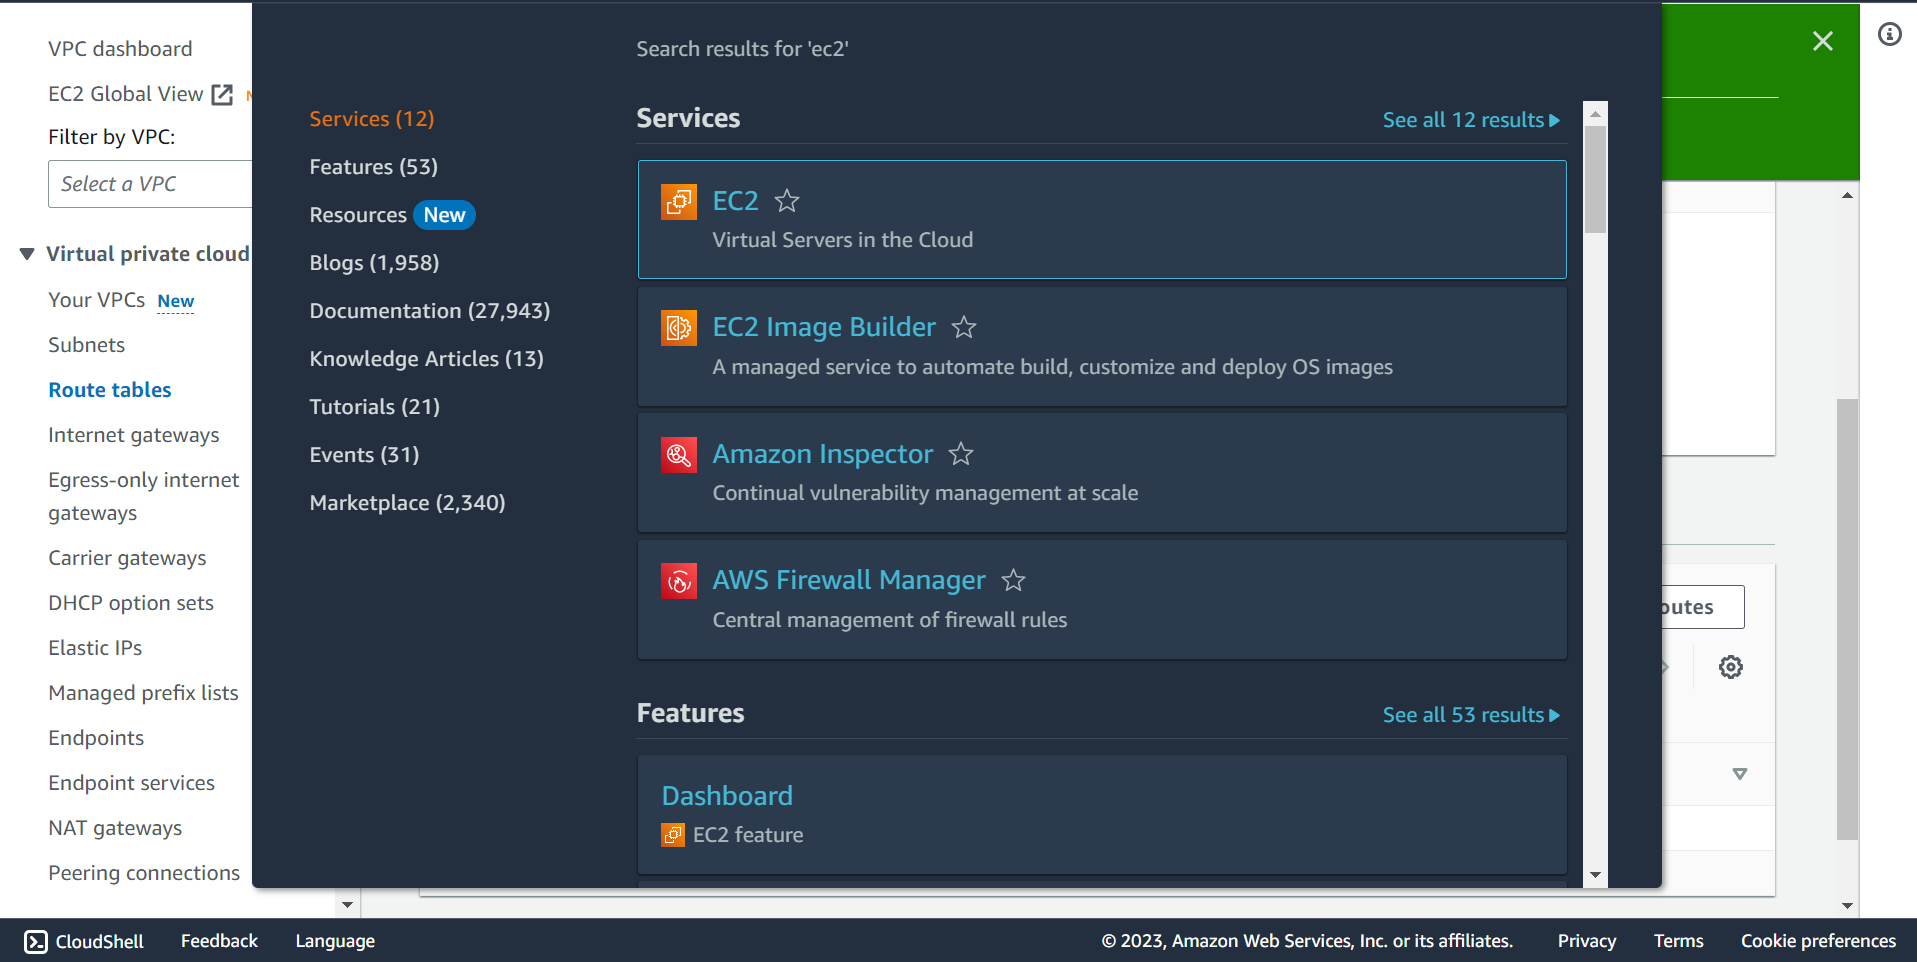 VPC dashboard
EC2 Global View
Filter by VPC:
Select a VPC
Virtual private cloud
Your VPCs New
Subnets
Route tables
Internet gateways
Egress-only internet
gateways
Carrier gateways
DHCP option sets
Elastic IPs
Managed prefix lists
Endpoints
Endpoint services
NAT gateways
Peering connections
Search results for 'ec2'
Services (12)
Features (53)
Resources New
Blogs (1,958)
Documentation (27,943)
Knowledge Articles (13)
Tutorials (21)
Events (31)
Marketplace (2,340)
Services
See all 12 results
EC2
Virtual Servers in the Cloud
EC2 Image Builder
A managed service to automate build, customize and deploy OS images
Amazon Inspector
Continual vulnerability management at scale
AWS Firewall Manager
Central management of firewall rules
Features
See all 53 results
Dashboard
EC2 feature
CloudShell Feedback Language © 2023, Amazon Web Services, Inc. or its affiliates. Privacy Terms Cookie preferences